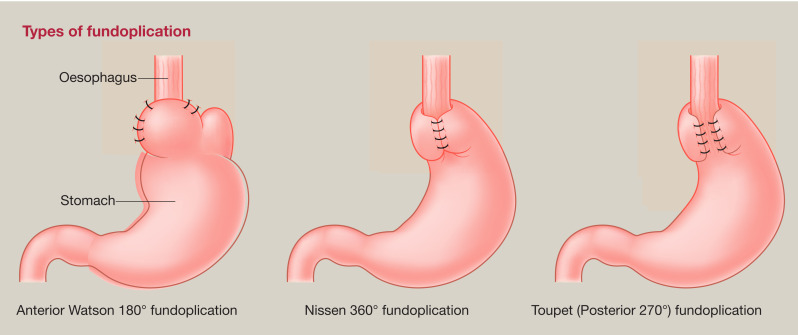 Types of fundoplication
Oesophagus
Stomach
Anterior Watson 180° fundoplication
Nissen 360° fundoplication
Toupet (Posterior 270°) fundoplication